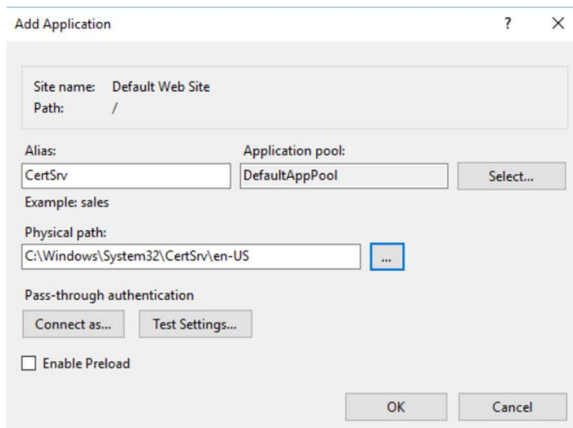 Add Application
?
Site name: Default Web Site
Path: /
Alias:
Application pool:
CertSrv
DefaultAppPool
Select...
Example: sales
Physical path:
C:\Windows\System32\CertSrv\en-US
...
Pass-through authentication
Connect as...
Test Settings...
Enable Preload
OK
Cancel